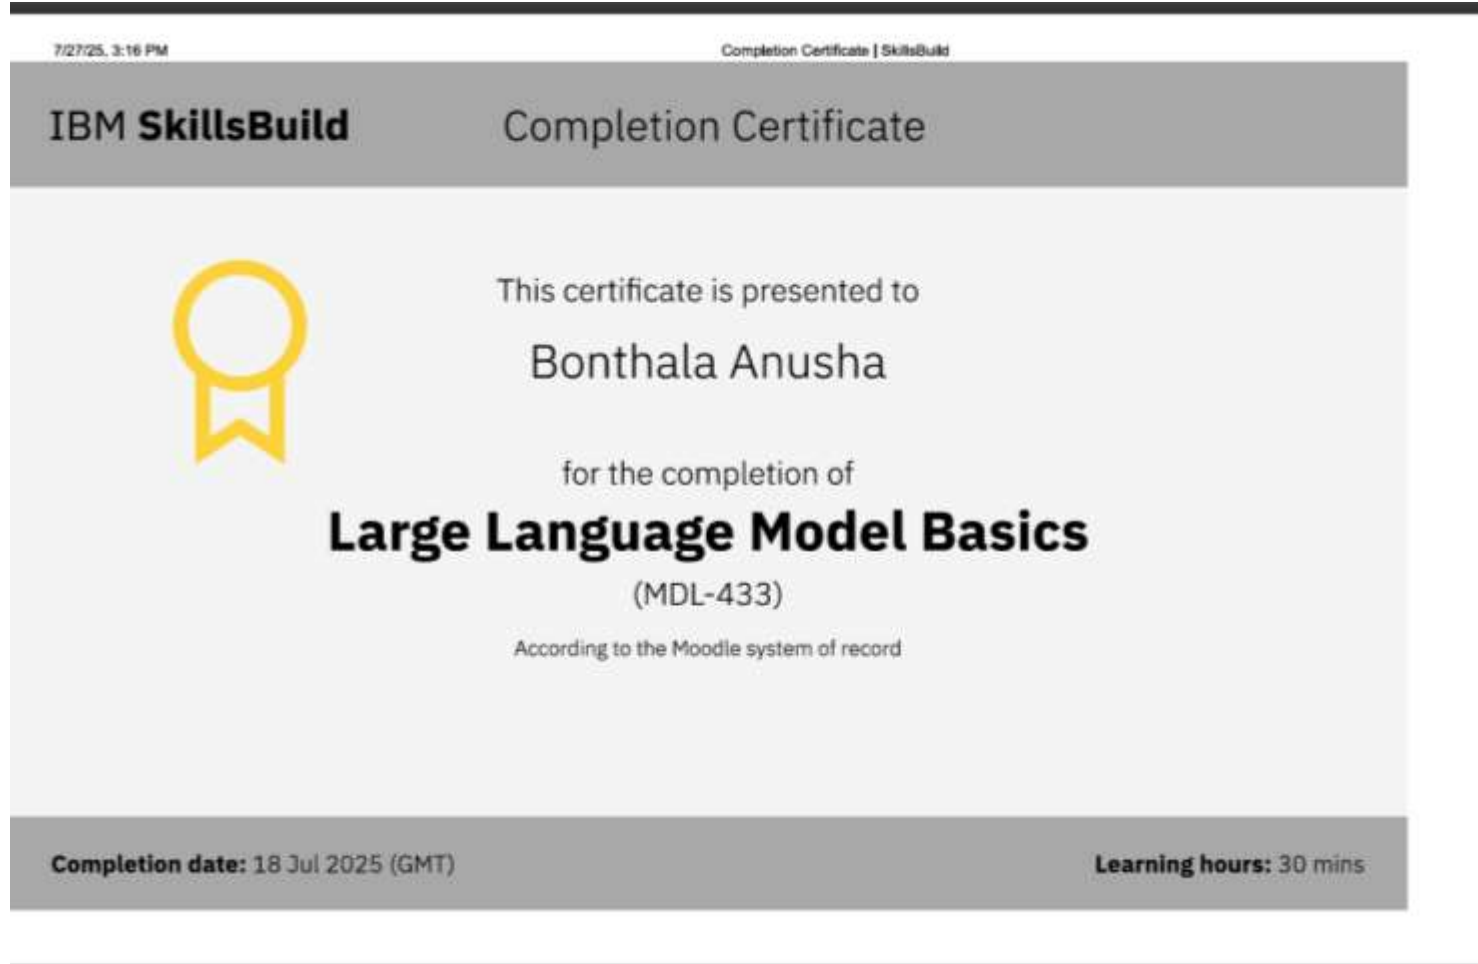 7/27/25, 3:16 PM Completion Certificate | SkillsBuild
IBM SkillsBuild Completion Certificate
This certificate is presented to
Bonthala Anusha
for the completion of
Large Language Model Basics
(MDL-433)
According to the Moodle system of record
Completion date: 18 Jul 2025 (GMT) Learning hours: 30 mins